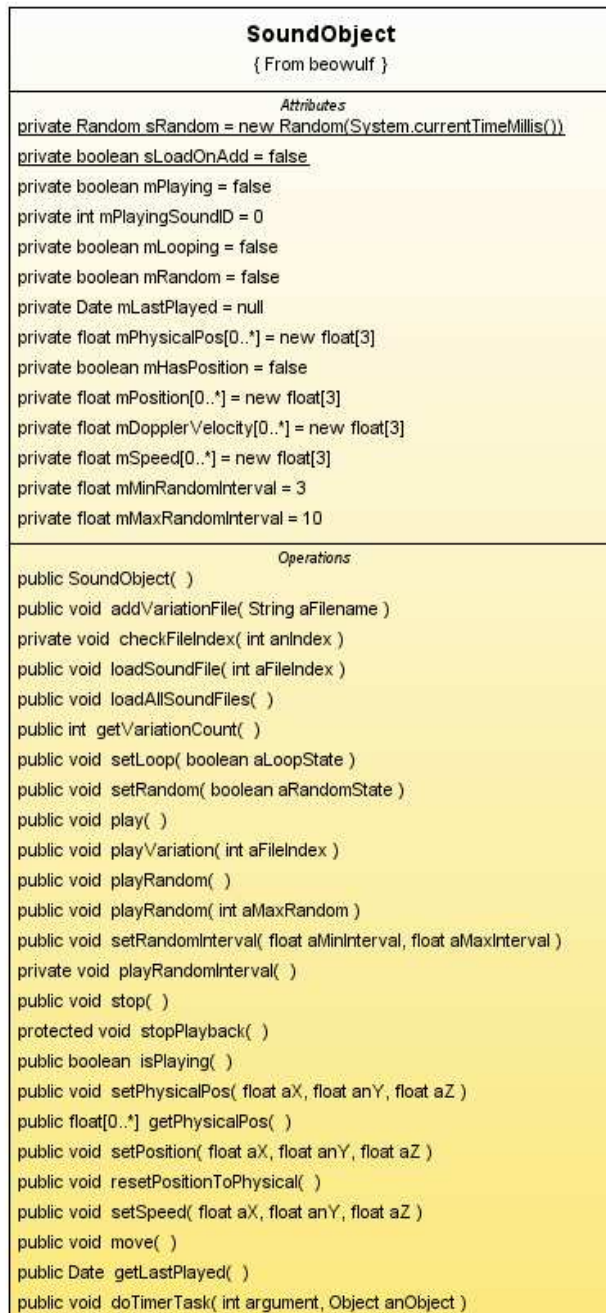 SoundObject
{ From beowulf }
Attributes
private Random sRandom = new Random(System.currentTimeMillis())
private boolean sLoadOnAdd = false
private boolean mPlaying = false
private int mPlayingSoundID = 0
private boolean mLooping = false
private boolean mRandom = false
private Date mLastPlayed = null
private float mPhysicalPos[0..*] = new float[3]
private boolean mHasPosition = false
private float mPosition[0..*] = new float[3]
private float mDopplerVelocity[0..*] = new float[3]
private float mSpeed[0..*] = new float[3]
private float mMinRandomInterval = 3
private float mMaxRandomInterval = 10
Operations
public SoundObject( )
public void addVariationFile( String aFilename )
private void checkFileIndex( int anIndex )
public void loadSoundFile( int aFileIndex )
public void loadAllSoundFiles( )
public int getVariationCount( )
public void setLoop( boolean aLoopState )
public void setRandom( boolean aRandomState )
public void play( )
public void playVariation( int aFileIndex )
public void playRandom( )
public void playRandom( int aMaxRandom )
public void setRandomInterval( float aMinInterval, float aMaxInterval )
private void playRandomInterval( )
public void stop( )
protected void stopPlayback( )
public boolean isPlaying( )
public void setPhysicalPos( float aX, float anY, float aZ )
public float[0..*] getPhysicalPos( )
public void setPosition( float aX, float anY, float aZ )
public void resetPositionToPhysical( )
public void setSpeed( float aX, float anY, float aZ )
public void move( )
public Date getLastPlayed( )
public void doTimerTask( int argument, Object anObject )